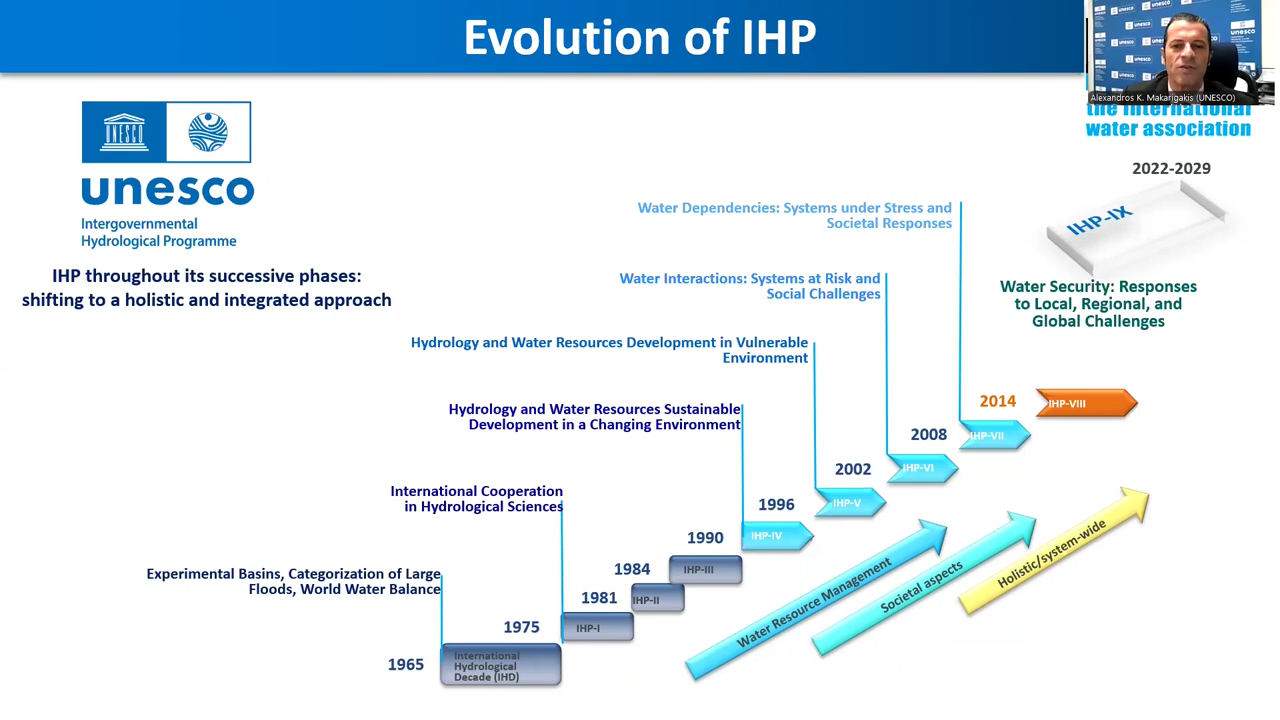 Evolution of IHP
unesco
Alexandros K. Makarigakis (UNESCO)
the international
water association
UNESCO
unesco
Intergovernmental
Hydrological Programme
IHP throughout its successive phases:
shifting to a holistic and integrated approach
2022-2029
IHP-IX
Water Security: Responses
to Local, Regional, and
Global Challenges
Water Dependencies: Systems under Stress and
Societal Responses
Water Interactions: Systems at Risk and
Social Challenges
Hydrology and Water Resources Development in Vulnerable
Environment
Hydrology and Water Resources Sustainable
Development in a Changing Environment
International Cooperation
in Hydrological Sciences
Experimental Basins, Categorization of Large
Floods, World Water Balance
2014
IHP-VIII
2008
IHP-VII
2002
IHP-VI
1996
IHP-V
1990
IHP-IV
1984
IHP-III
1981
IHP-II
1975
IHP-I
1965
International
Hydrological
Decade (IHD)
Water Resource Management
Societal aspects
Holistic/system-wide